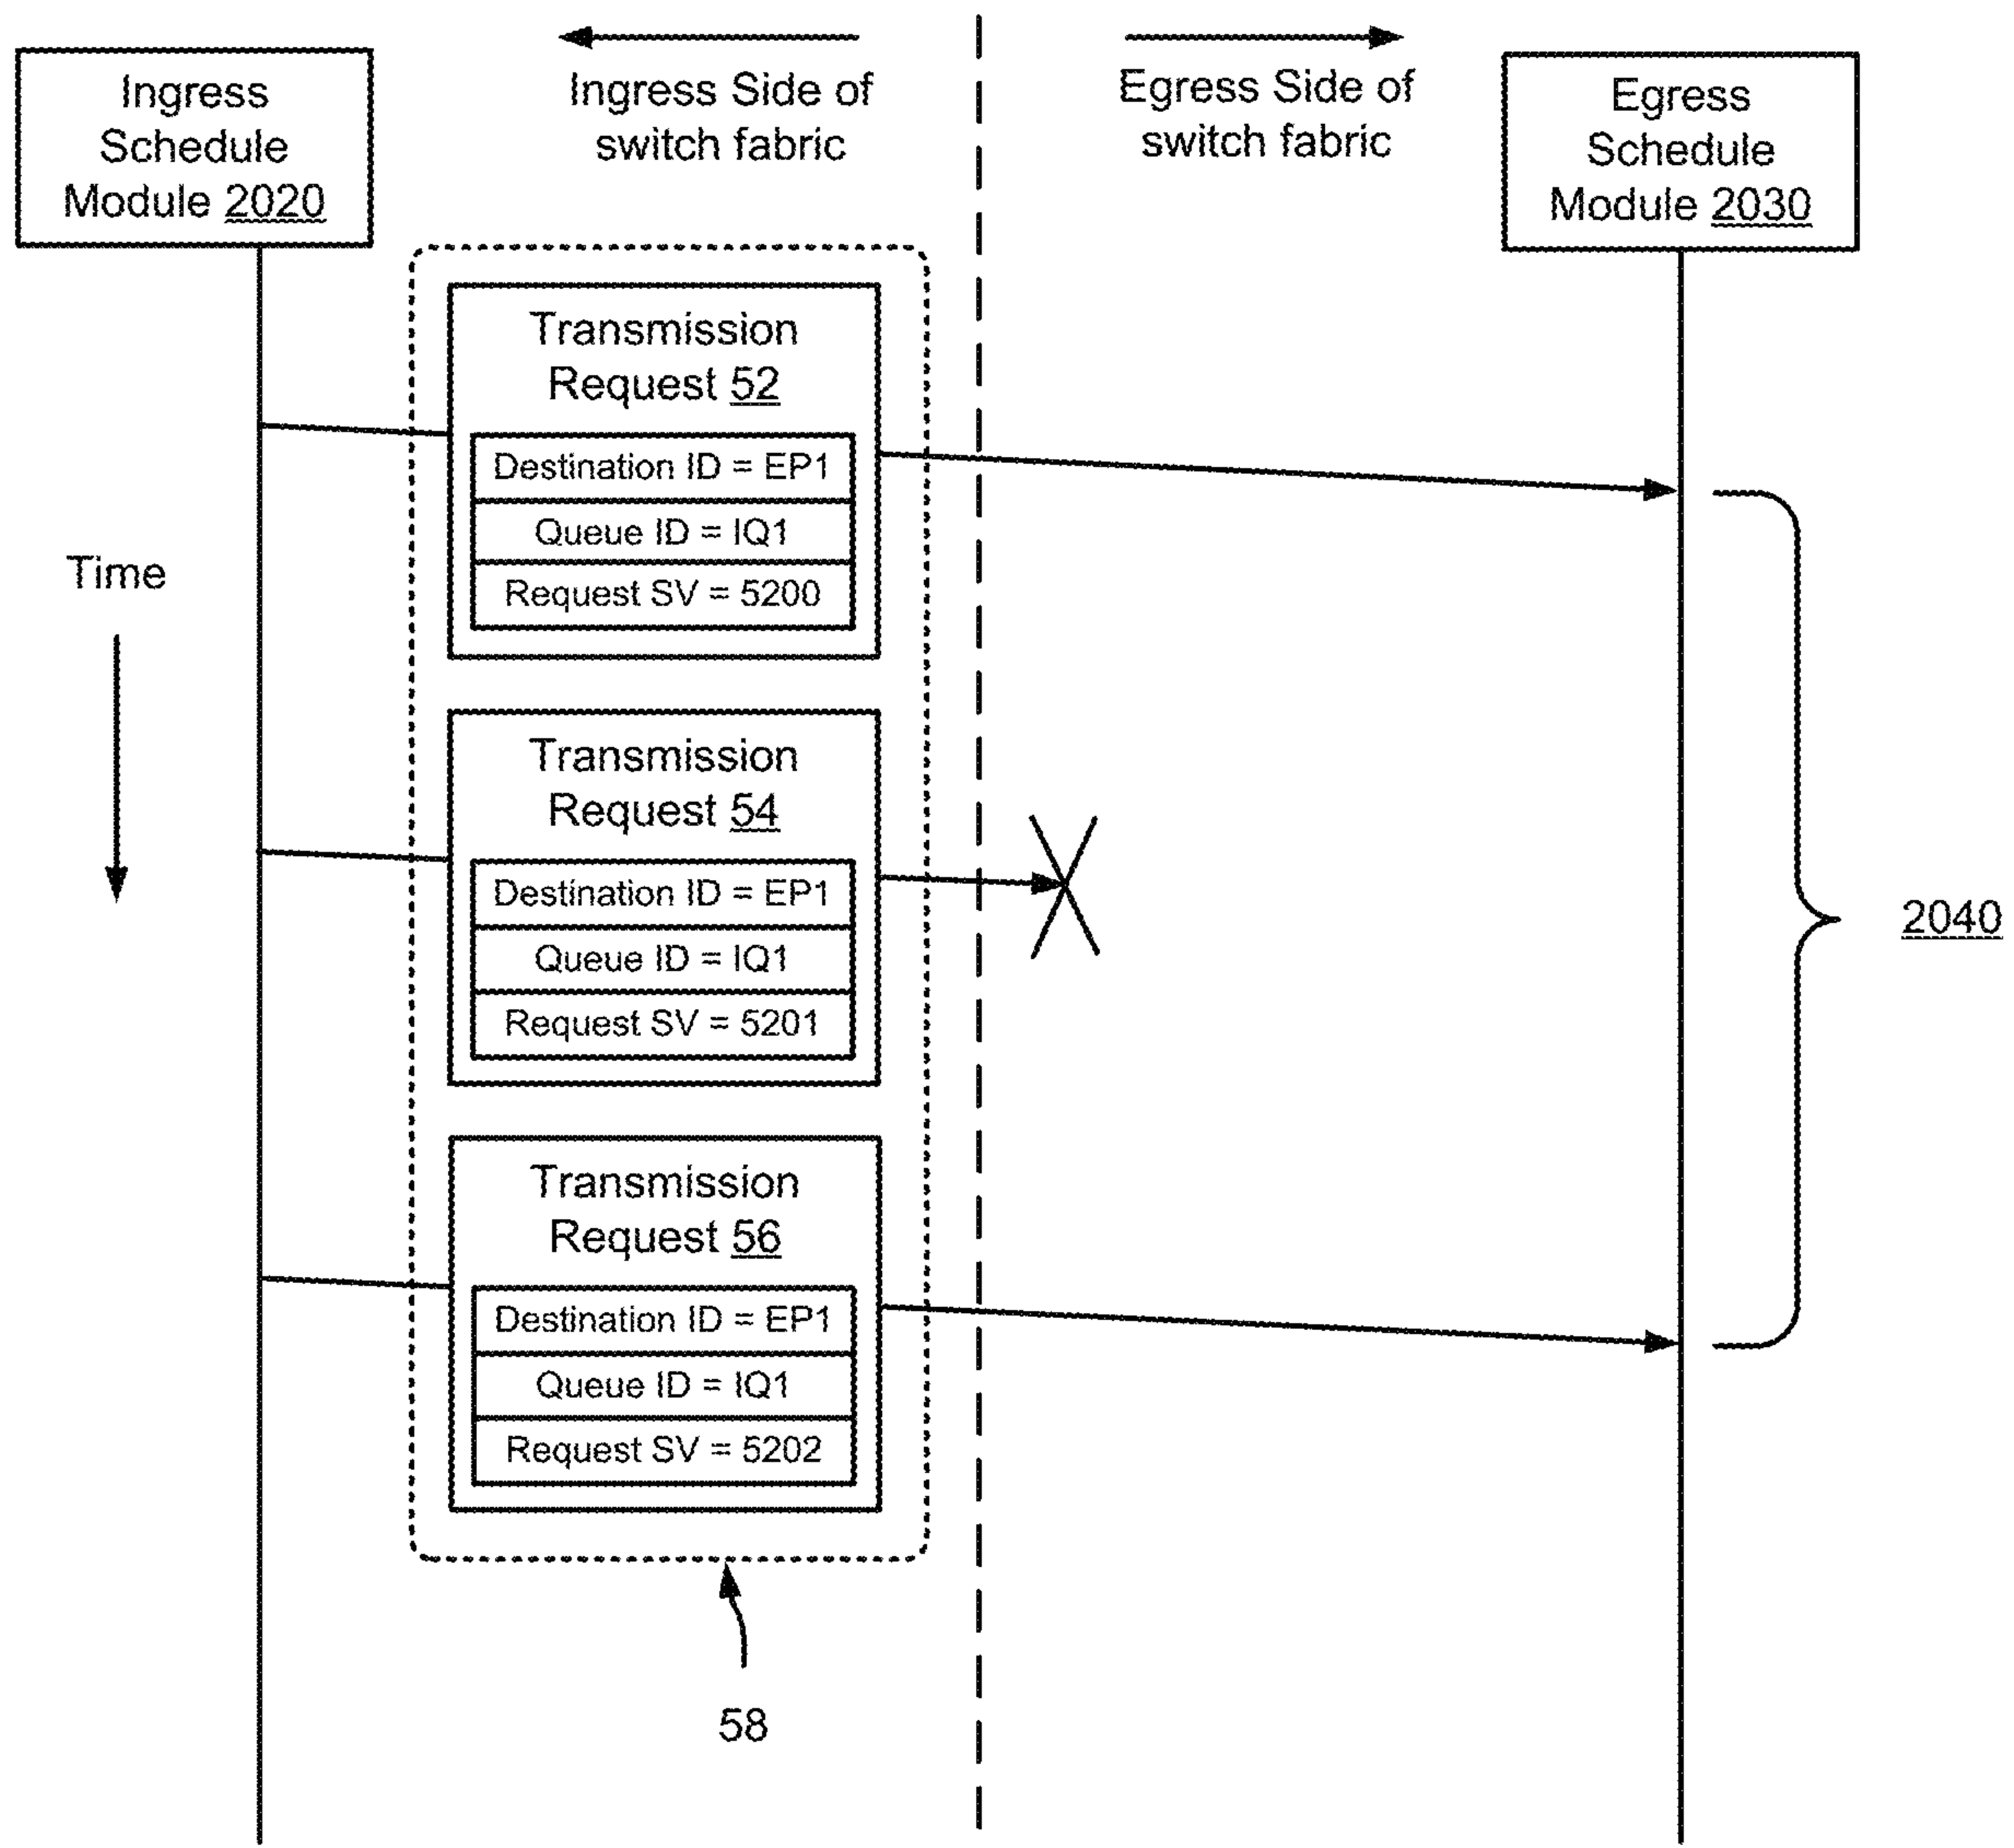 Ingress
Schedule
Module 2020
Ingress Side of
switch fabric
Egress Side of
switch fabric
Egress
Schedule
Module 2030
Time
Transmission
Request 52
Destination ID = EP1
Queue ID = IQ1
Request SV = 5200
Transmission
Request 54
Destination ID = EP1
Queue ID = IQ1
Request SV = 5201
2040
Transmission
Request 56
Destination ID = EP1
Queue ID = IQ1
Request SV = 5202
58